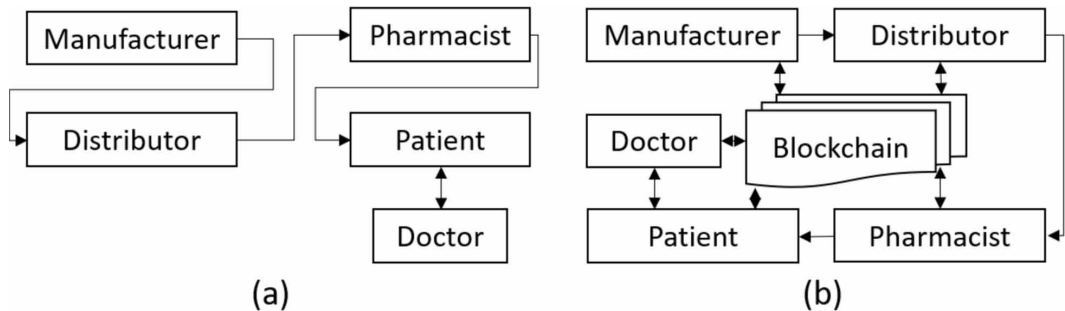 Manufacturer
Pharmacist
Distributor
Patient
Doctor
(a)
Manufacturer
Distributor
Doctor
Blockchain
Patient
Pharmacist
(b)